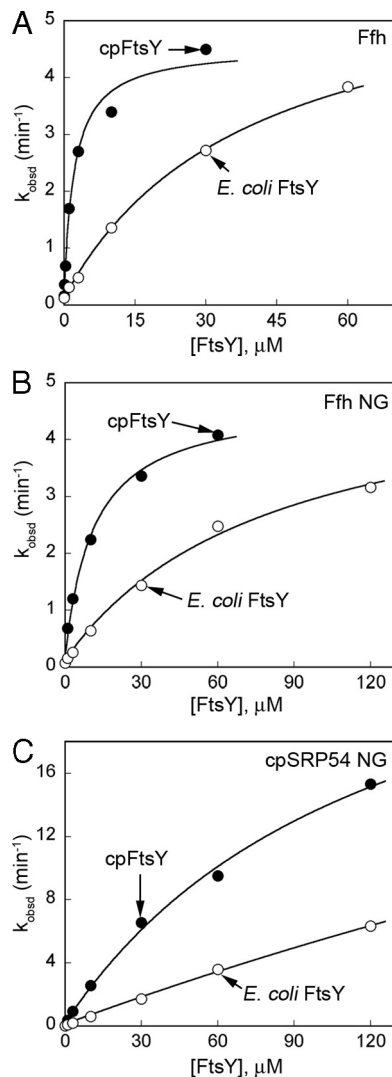 A
Ffh
cpFtsY
E. coli FtsY
5
4
3
2
1
0
k_obsd (min⁻¹)
0 15 30 45 60
[FtsY], μM
B
Ffh NG
cpFtsY
E. coli FtsY
5
4
3
2
1
0
k_obsd (min⁻¹)
0 30 60 90 120
[FtsY], μM
C
cpSRP54 NG
cpFtsY
E. coli FtsY
16
12
8
4
0
k_obsd (min⁻¹)
0 30 60 90 120
[FtsY], μM